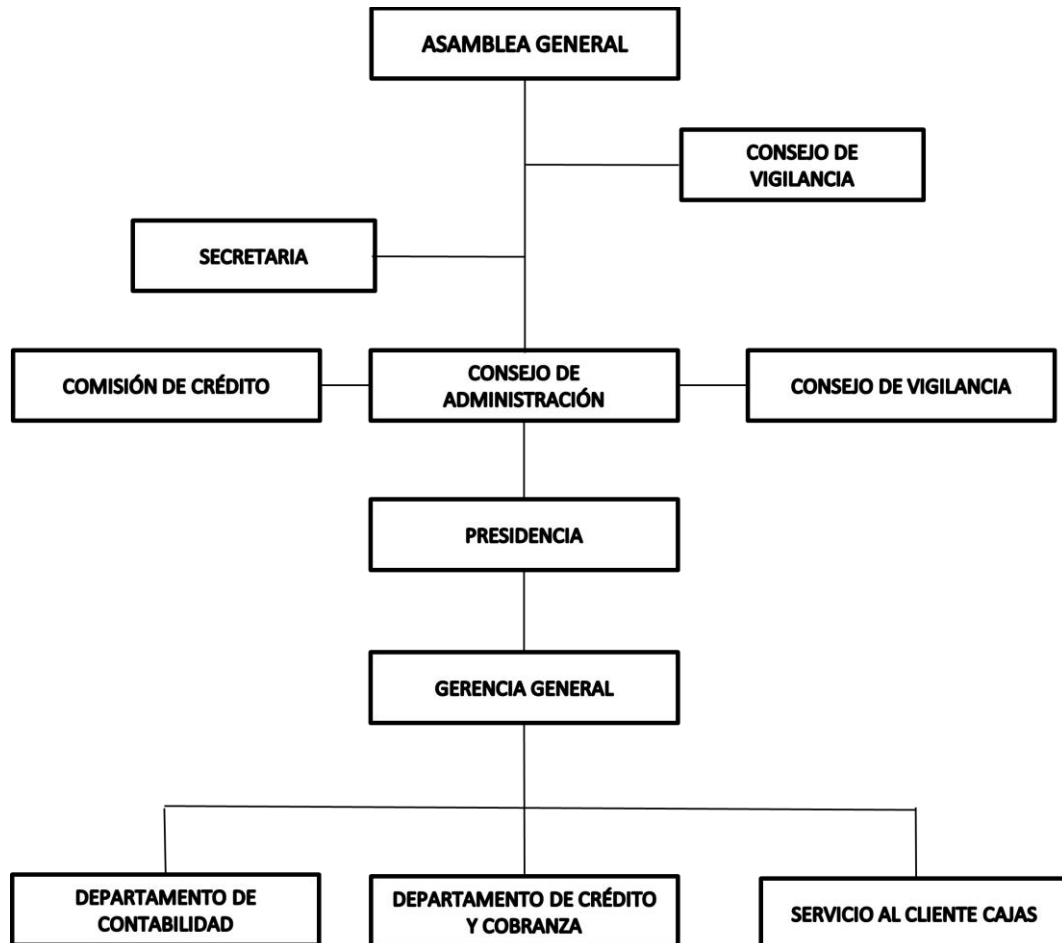 ASAMBLEA GENERAL
CONSEJO DE
VIGILANCIA
SECRETARIA
COMISIÓN DE CRÉDITO
CONSEJO DE
ADMINISTRACIÓN
CONSEJO DE VIGILANCIA
PRESIDENCIA
GERENCIA GENERAL
DEPARTAMENTO DE
CONTABILIDAD
DEPARTAMENTO DE CRÉDITO
Y COBRANZA
SERVICIO AL CLIENTE CAJAS